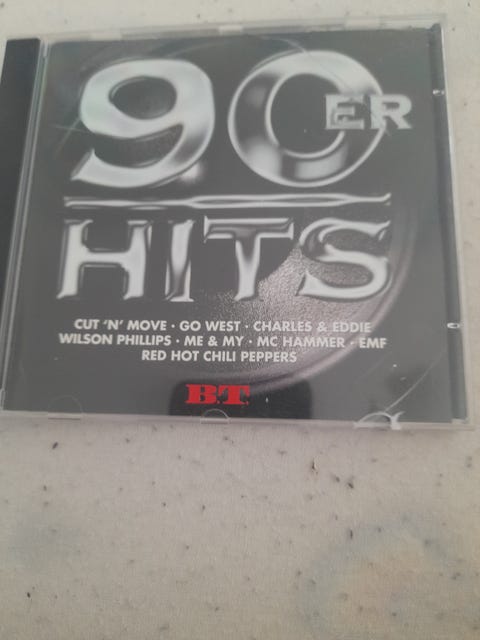 90ER
HITS
CUT 'N' MOVE · GO WEST · CHARLES & EDDIE
WILSON PHILLIPS · ME & MY · MC HAMMER · EMF
RED HOT CHILI PEPPERS
B.T.